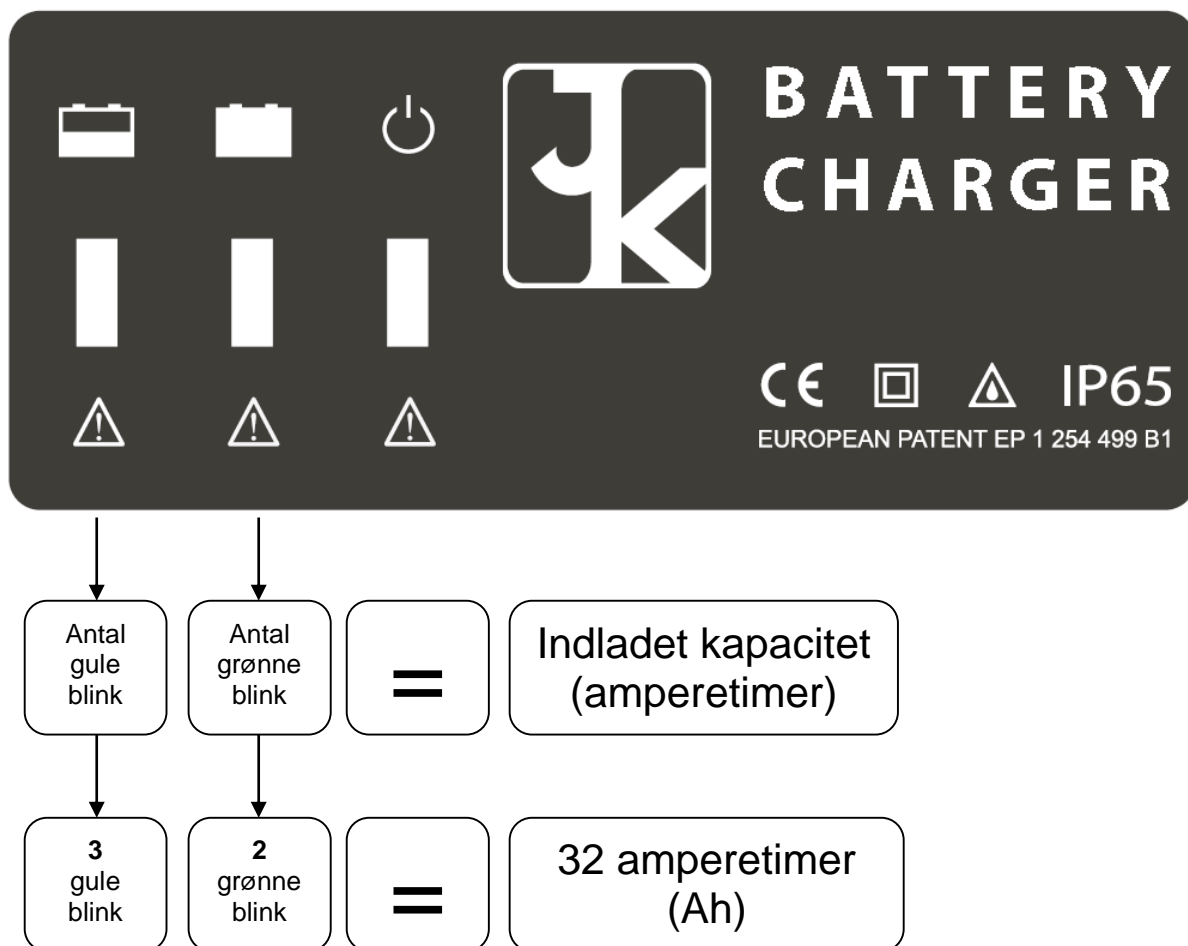 JK
BATTERY
CHARGER
CE IP65
EUROPEAN PATENT EP 1 254 499 B1
Antal
gule
blink
Antal
grønne
blink
=
Indladet kapacitet
(amperetimer)
3
gule
blink
2
grønne
blink
=
32 amperetimer
(Ah)